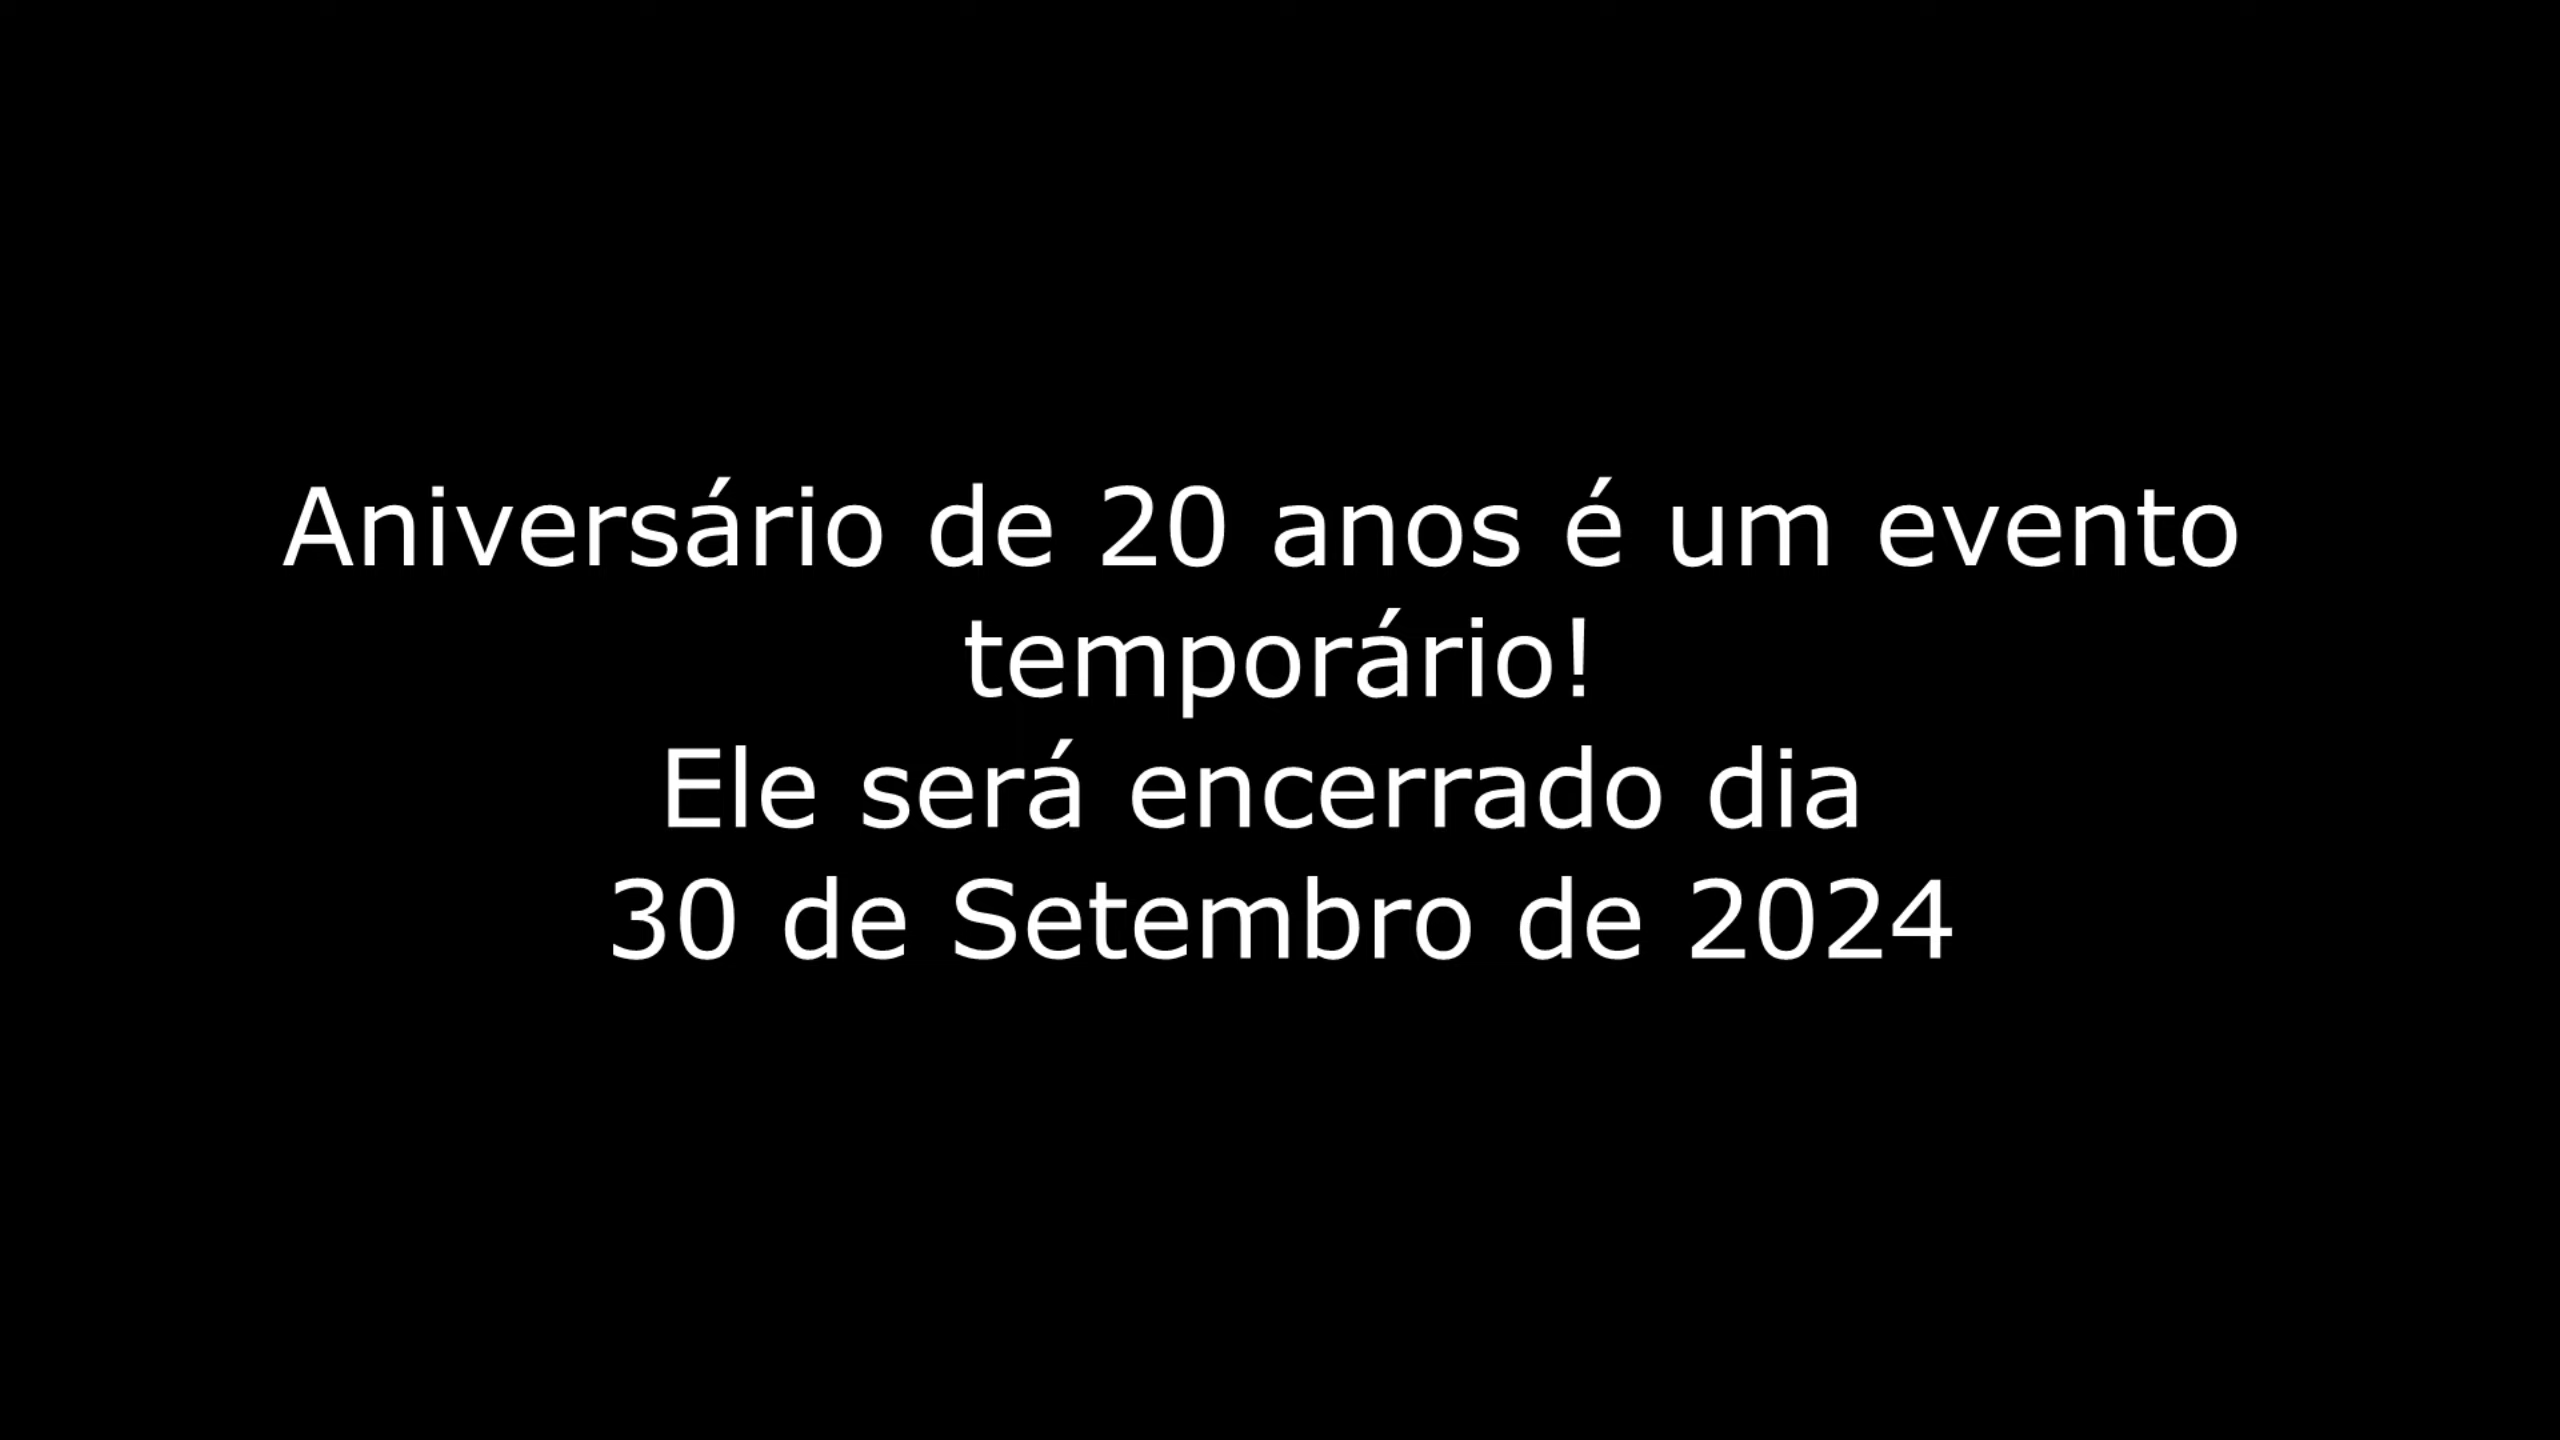 Aniversário de 20 anos é um evento
temporário!
Ele será encerrado dia
30 de Setembro de 2024